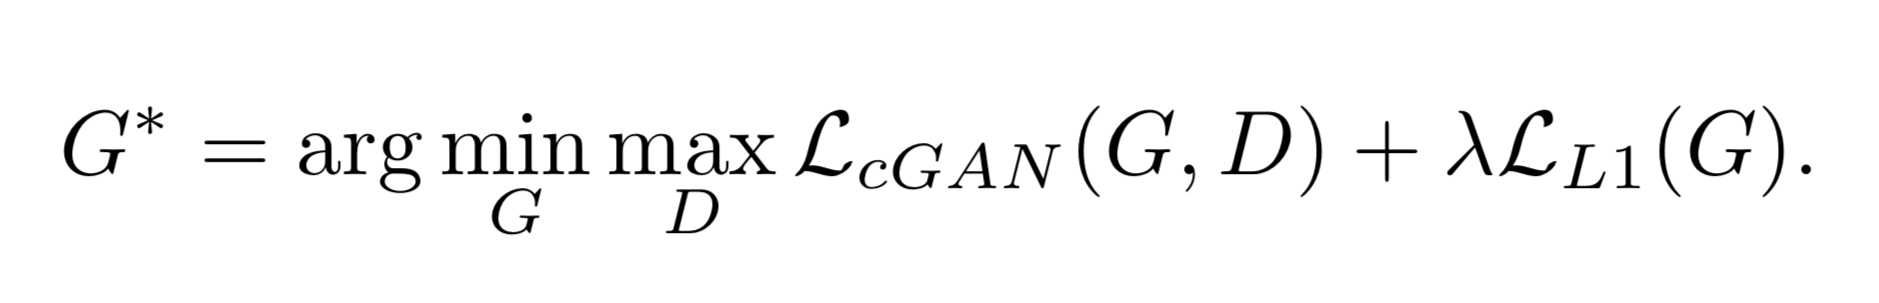 G* = arg min_G max_D ℒ_cGAN(G, D) + λℒ_L1(G).